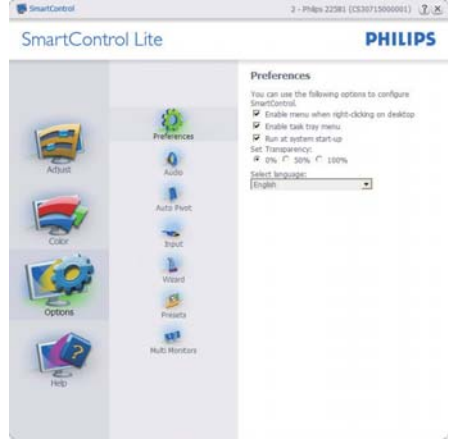 SmartControl
2 - Philips 225B1 (CS30715000001)
SmartControl Lite
PHILIPS
Preferences
You can use the following options to configure
SmartControl.
Enable menu when right-clicking on desktop
Enable task tray menu
Run at system start-up
Set Transparency:
0% 50% 100%
Select language:
English
Adjust
Color
Options
Help
Preferences
Audio
Auto Pivot
Input
Wizard
Presets
Multi Monitors